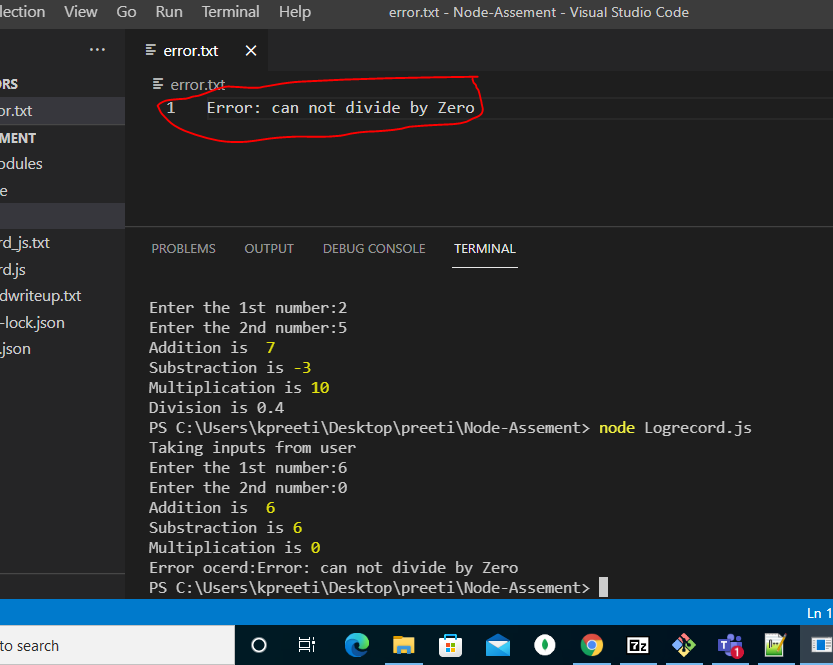 lection View Go Run Terminal Help error.txt - Node-Assement - Visual Studio Code
... error.txt ×
ORS
error.txt
or.txt
1 Error: can not divide by Zero
MENT
odules
e
rd_js.txt
rd.js
dwriteup.txt
-lock.json
.json
PROBLEMS OUTPUT DEBUG CONSOLE TERMINAL
Enter the 1st number:2
Enter the 2nd number:5
Addition is 7
Substraction is -3
Multiplication is 10
Division is 0.4
PS C:\Users\kpreeti\Desktop\preeti\Node-Assement> node Logrecord.js
Taking inputs from user
Enter the 1st number:6
Enter the 2nd number:0
Addition is 6
Substraction is 6
Multiplication is 0
Error ocerd:Error: can not divide by Zero
PS C:\Users\kpreeti\Desktop\preeti\Node-Assement>
Ln 1
to search
7z
1